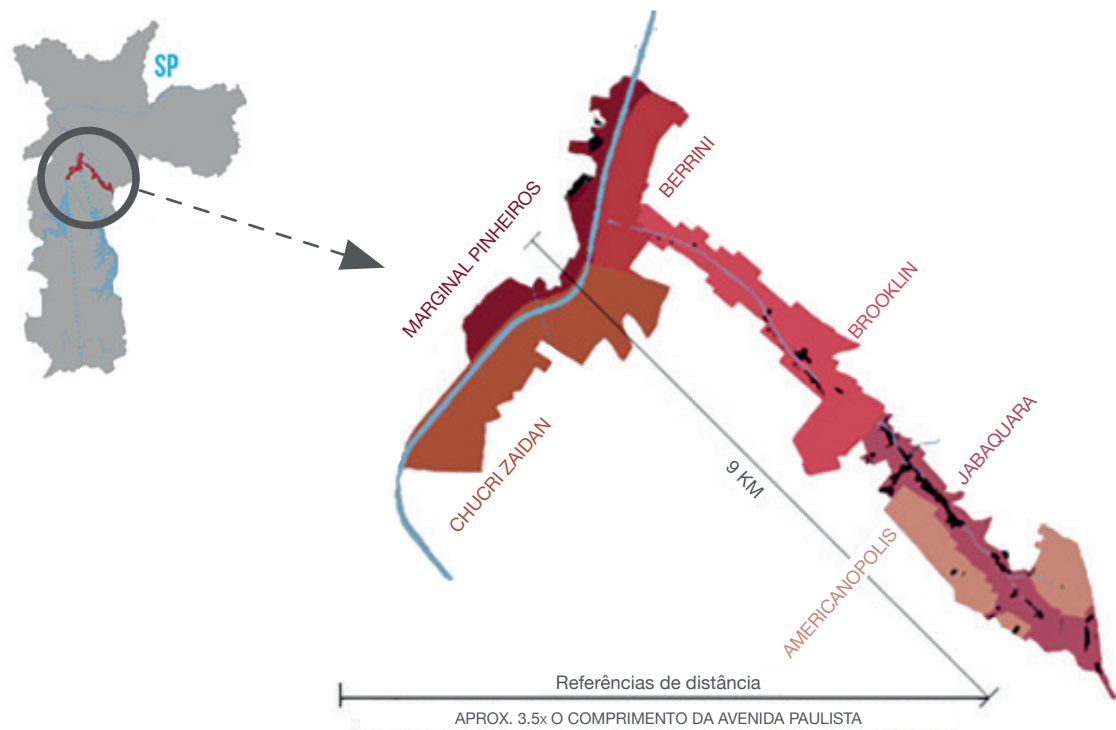 SP
MARGINAL PINHEIROS
BERRINI
BROOKLIN
CHUCRI ZAIDAN
9 KM
JABAQUARA
AMERICANOPOLIS
Referências de distância
APROX. 3.5x O COMPRIMENTO DA AVENIDA PAULISTA